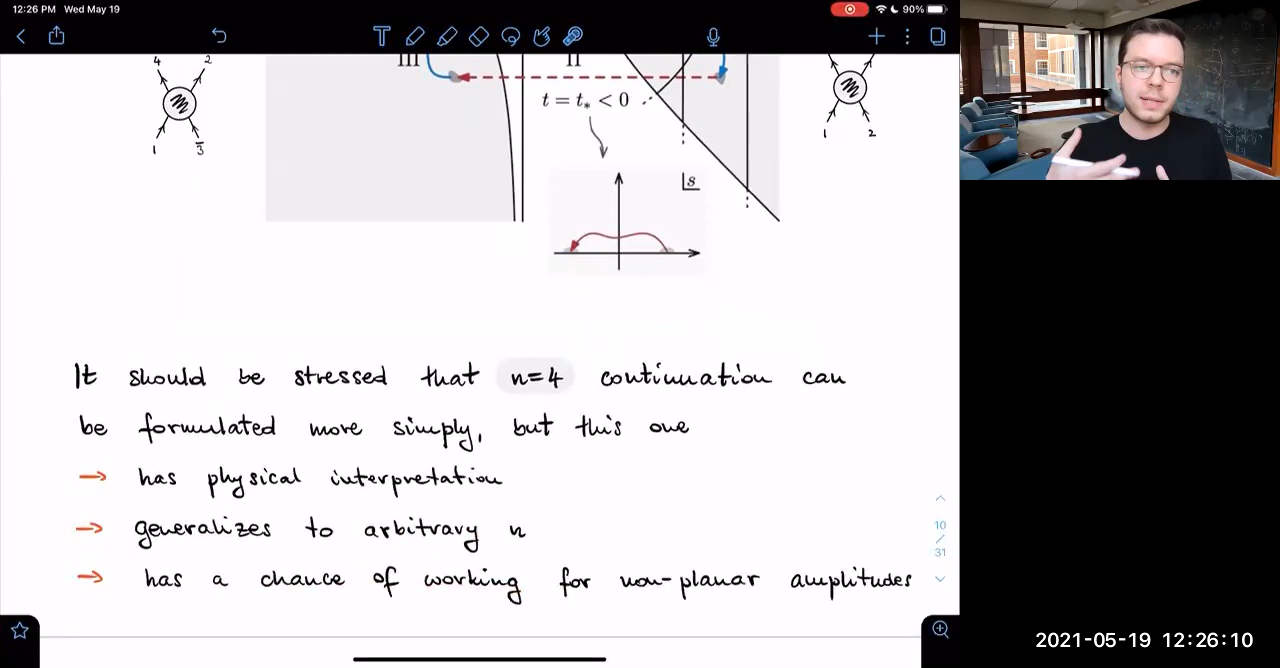 12:26 PM Wed May 19
90%
T
III
II
4
2
t = t* < 0
1
3̅
1
2
s
It should be stressed that n=4 continuation can
be formulated more simply, but this one
→ has physical interpretation
→ generalizes to arbitrary n
→ has a chance of working for non-planar amplitudes
10
/
31
2021-05-19 12:26:10